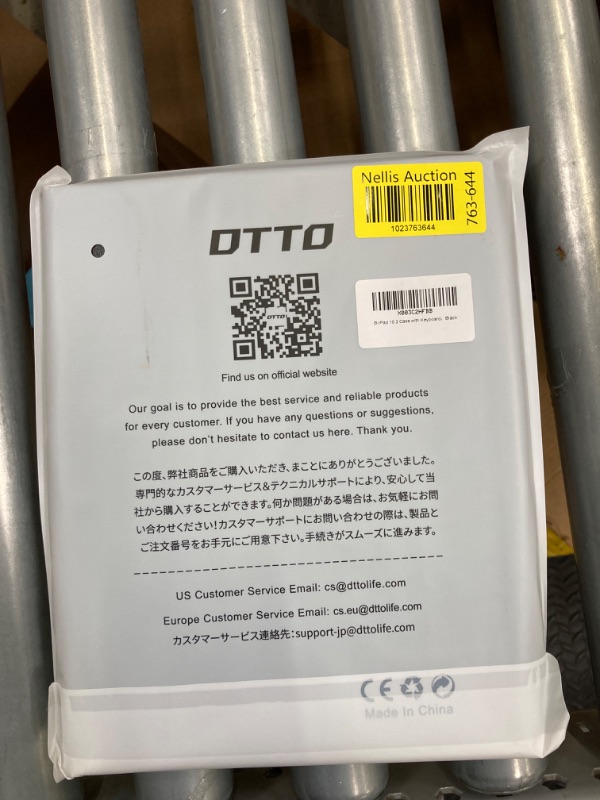 Nellis Auction
1023763644
763-644
DTTO
DTTO
X003C2HFBB
Case with Keyboard, Black
Find us on official website
Our goal is to provide the best service and reliable products
for every customer. If you have any questions or suggestions,
please don't hesitate to contact us here. Thank you.
この度、弊社商品をご購入いただき、まことにありがとうございました。
専門的なカスタマーサービス&テクニカルサポートにより、安心して当
社から購入することができます。何か問題がある場合は、お気軽にお問
い合わせください!カスタマーサポートにお問い合わせの際は、製品と
ご注文番号をお手元にご用意下さい。手続きがスムーズに進みます。
US Customer Service Email: cs@dttolife.com
Europe Customer Service Email: cs.eu@dttolife.com
カスタマーサービス連絡先:support-jp@dttolife.com
CE
Made In China